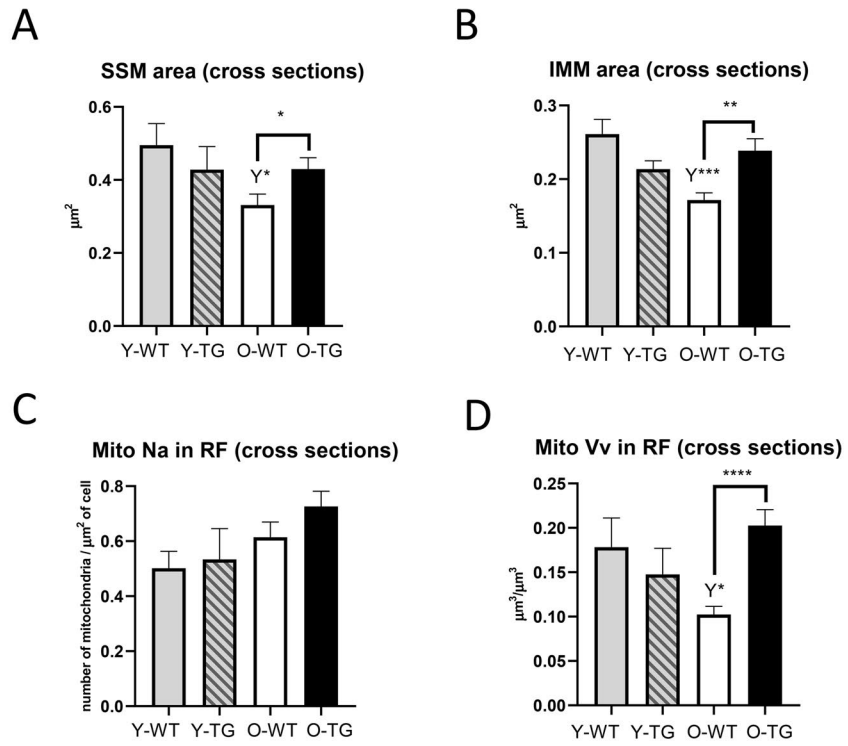 A
SSM area (cross sections)
0.6
0.4
0.2
0.0
μm²
*
Y*
Y-WT Y-TG O-WT O-TG
B
IMM area (cross sections)
0.3
0.2
0.1
0.0
μm²
**
Y***
Y-WT Y-TG O-WT O-TG
C
Mito Na in RF (cross sections)
0.8
0.6
0.4
0.2
0.0
number of mitochondria / μm² of cell
Y-WT Y-TG O-WT O-TG
D
Mito Vv in RF (cross sections)
0.25
0.20
0.15
0.10
0.05
0.00
μm³/μm³
****
Y*
Y-WT Y-TG O-WT O-TG